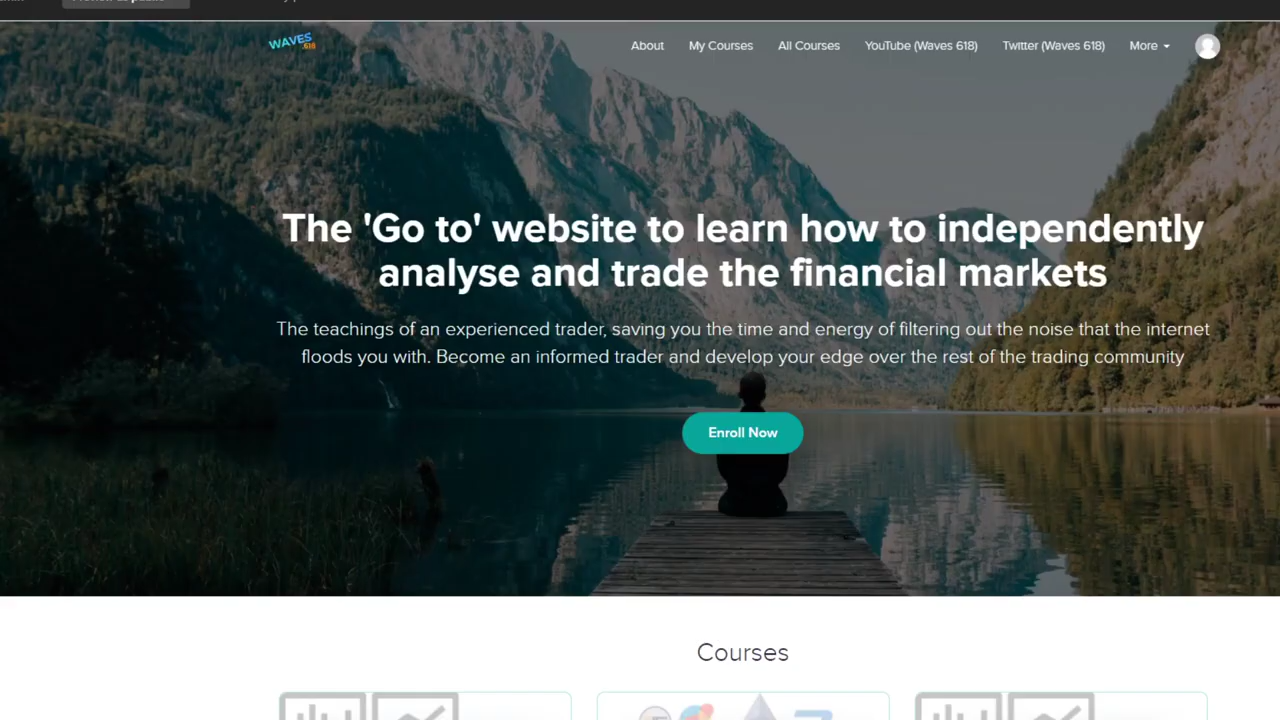 WAVES
.618
About
My Courses
All Courses
YouTube (Waves 618)
Twitter (Waves 618)
More
The 'Go to' website to learn how to independently
analyse and trade the financial markets
The teachings of an experienced trader, saving you the time and energy of filtering out the noise that the internet
floods you with. Become an informed trader and develop your edge over the rest of the trading community
Enroll Now
Courses